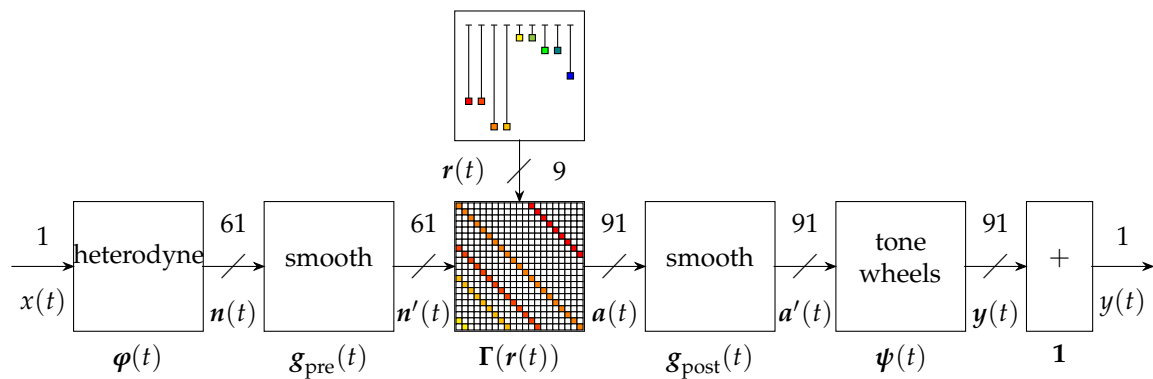 r(t) 9
1 61 61 91 91 91 1
heterodyne smooth smooth tone wheels +
x(t) n(t) n′(t) a(t) a′(t) y(t) y(t)
φ(t) g_pre(t) Γ(r(t)) g_post(t) ψ(t) 1